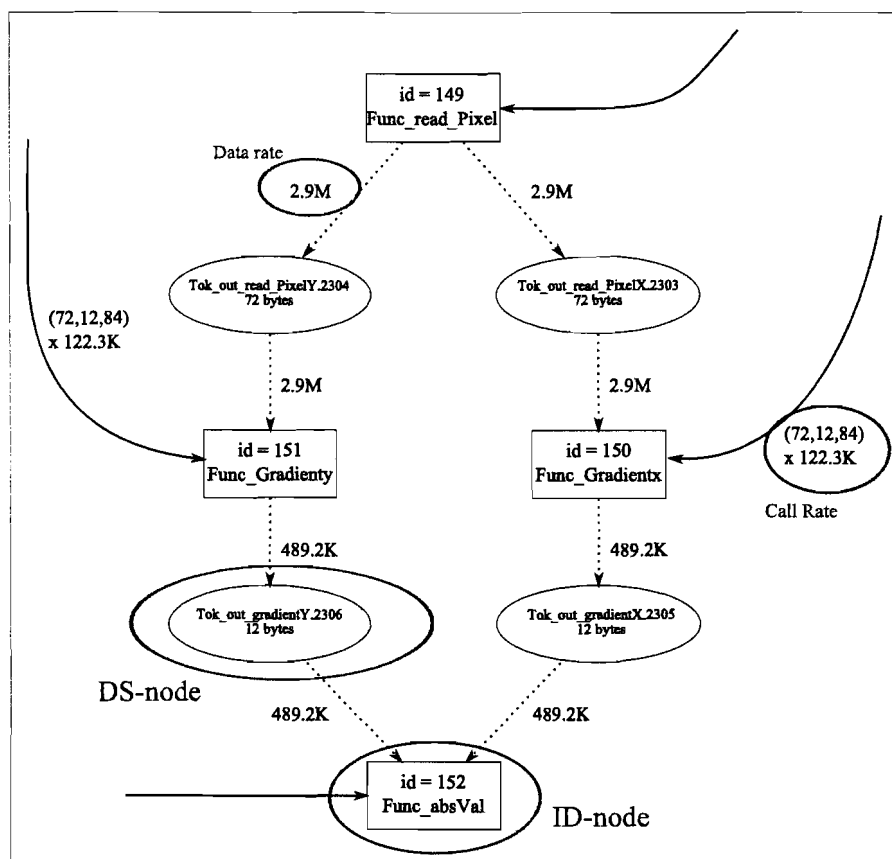 id = 149
Func_read_Pixel
Data rate
2.9M
2.9M
Tok_out_read_PixelY.2304
72 bytes
Tok_out_read_PixelX.2303
72 bytes
(72,12,84)
x 122.3K
2.9M
2.9M
id = 151
Func_Gradienty
id = 150
Func_Gradientx
(72,12,84)
x 122.3K
Call Rate
489.2K
489.2K
Tok_out_gradientY.2306
12 bytes
Tok_out_gradientX.2305
12 bytes
DS-node
489.2K
489.2K
id = 152
Func_absVal
ID-node